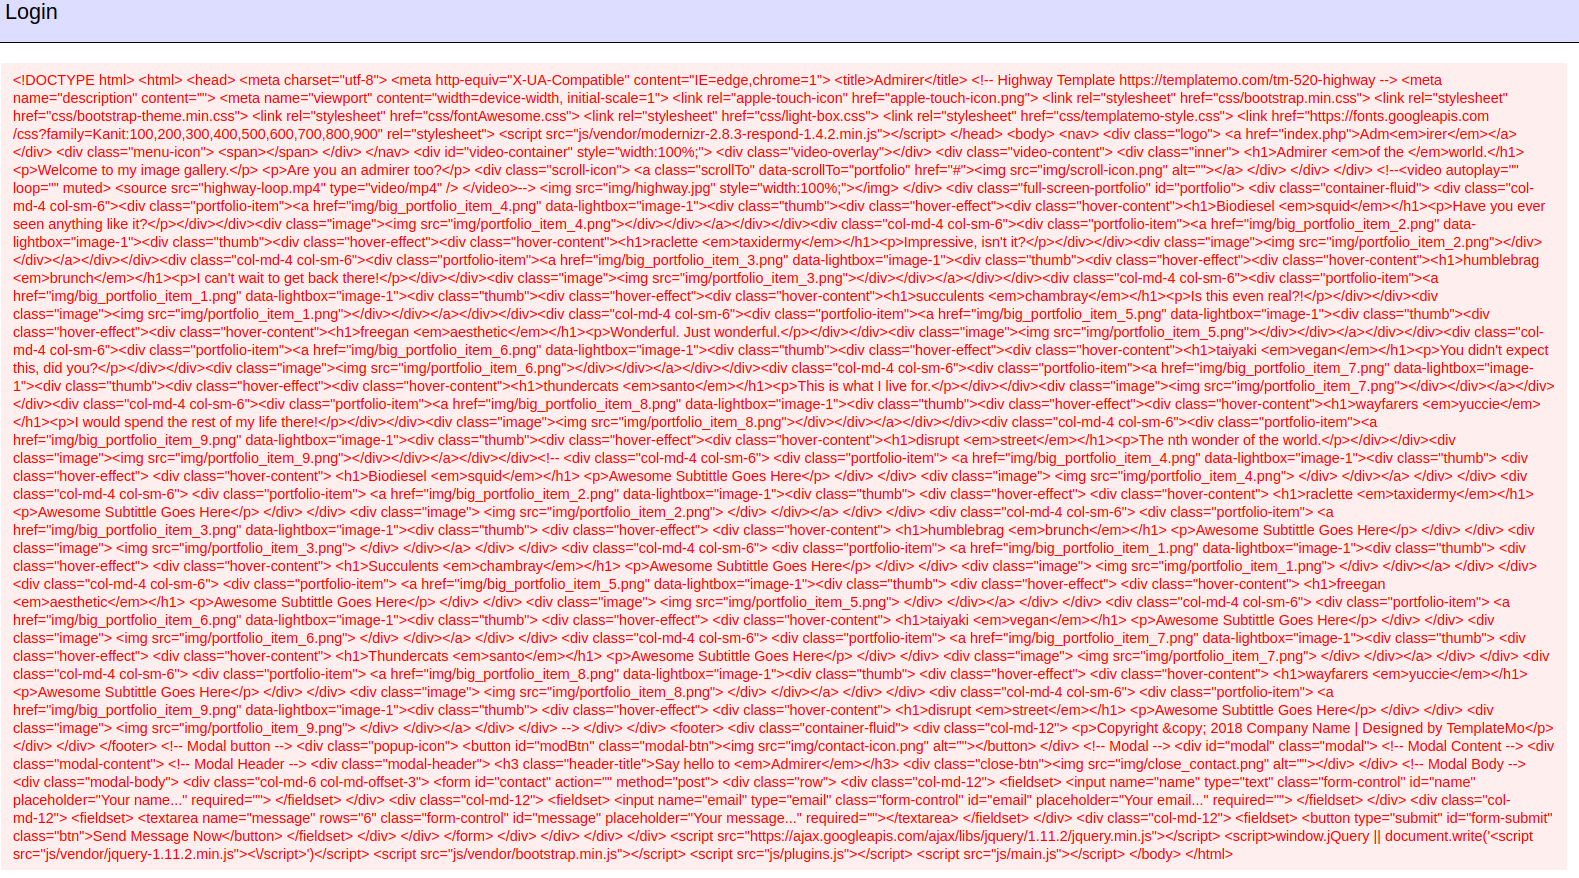 Login
<!DOCTYPE html> <html> <head> <meta charset="utf-8"> <meta http-equiv="X-UA-Compatible" content="IE=edge,chrome=1"> <title>Admirer</title> <!-- Highway Template https://templatemo.com/tm-520-highway --> <meta
name="description" content=""> <meta name="viewport" content="width=device-width, initial-scale=1"> <link rel="apple-touch-icon" href="apple-touch-icon.png"> <link rel="stylesheet" href="css/bootstrap.min.css"> <link rel="stylesheet"
href="css/bootstrap-theme.min.css"> <link rel="stylesheet" href="css/fontAwesome.css"> <link rel="stylesheet" href="css/light-box.css"> <link rel="stylesheet" href="css/templatemo-style.css"> <link href="https://fonts.googleapis.com
/css?family=Kanit:100,200,300,400,500,600,700,800,900" rel="stylesheet"> <script src="js/vendor/modernizr-2.8.3-respond-1.4.2.min.js"></script> </head> <body> <nav> <div class="logo"> <a href="index.php">Adm<em>irer</em></a>
</div> <div class="menu-icon"> <span></span> </div> </nav> <div id="video-container" style="width:100%;"> <div class="video-overlay"></div> <div class="video-content"> <div class="inner"> <h1>Admirer <em>of the </em>world.</h1>
<p>Welcome to my image gallery.</p> <p>Are you an admirer too?</p> <div class="scroll-icon"> <a class="scrollTo" data-scrollTo="portfolio" href="#"><img src="img/scroll-icon.png" alt=""></a> </div> </div> </div> <!--<video autoplay=""
loop="" muted> <source src="highway-loop.mp4" type="video/mp4" /> </video>--> <img src="img/highway.jpg" style="width:100%;"></img> </div> <div class="full-screen-portfolio" id="portfolio"> <div class="container-fluid"> <div class="col-
md-4 col-sm-6"><div class="portfolio-item"><a href="img/big_portfolio_item_4.png" data-lightbox="image-1"><div class="thumb"><div class="hover-effect"><div class="hover-content"><h1>Biodiesel <em>squid</em></h1><p>Have you ever
seen anything like it?</p></div></div><div class="image"><img src="img/portfolio_item_4.png"></div></div></a></div></div><div class="col-md-4 col-sm-6"><div class="portfolio-item"><a href="img/big_portfolio_item_2.png" data-
lightbox="image-1"><div class="thumb"><div class="hover-effect"><div class="hover-content"><h1>raclette <em>taxidermy</em></h1><p>Impressive, isn't it?</p></div></div><div class="image"><img src="img/portfolio_item_2.png"></div>
</div></a></div></div><div class="col-md-4 col-sm-6"><div class="portfolio-item"><a href="img/big_portfolio_item_3.png" data-lightbox="image-1"><div class="thumb"><div class="hover-effect"><div class="hover-content"><h1>humblebrag
<em>brunch</em></h1><p>I can't wait to get back there!</p></div></div><div class="image"><img src="img/portfolio_item_3.png"></div></div></a></div></div><div class="col-md-4 col-sm-6"><div class="portfolio-item"><a
href="img/big_portfolio_item_1.png" data-lightbox="image-1"><div class="thumb"><div class="hover-effect"><div class="hover-content"><h1>succulents <em>chambray</em></h1><p>Is this even real?!</p></div></div><div
class="image"><img src="img/portfolio_item_1.png"></div></div></a></div></div><div class="col-md-4 col-sm-6"><div class="portfolio-item"><a href="img/big_portfolio_item_5.png" data-lightbox="image-1"><div class="thumb"><div
class="hover-effect"><div class="hover-content"><h1>freegan <em>aesthetic</em></h1><p>Wonderful. Just wonderful.</p></div></div><div class="image"><img src="img/portfolio_item_5.png"></div></div></a></div></div><div class="col-
md-4 col-sm-6"><div class="portfolio-item"><a href="img/big_portfolio_item_6.png" data-lightbox="image-1"><div class="thumb"><div class="hover-effect"><div class="hover-content"><h1>taiyaki <em>vegan</em></h1><p>You didn't expect
this, did you?</p></div></div><div class="image"><img src="img/portfolio_item_6.png"></div></div></a></div></div><div class="col-md-4 col-sm-6"><div class="portfolio-item"><a href="img/big_portfolio_item_7.png" data-lightbox="image-
1"><div class="thumb"><div class="hover-effect"><div class="hover-content"><h1>thundercats <em>santo</em></h1><p>This is what I live for.</p></div></div><div class="image"><img src="img/portfolio_item_7.png"></div></div></a></div>
</div><div class="col-md-4 col-sm-6"><div class="portfolio-item"><a href="img/big_portfolio_item_8.png" data-lightbox="image-1"><div class="thumb"><div class="hover-effect"><div class="hover-content"><h1>wayfarers <em>yuccie</em>
</h1><p>I would spend the rest of my life there!</p></div></div><div class="image"><img src="img/portfolio_item_8.png"></div></div></a></div></div><div class="col-md-4 col-sm-6"><div class="portfolio-item"><a
href="img/big_portfolio_item_9.png" data-lightbox="image-1"><div class="thumb"><div class="hover-effect"><div class="hover-content"><h1>disrupt <em>street</em></h1><p>The nth wonder of the world.</p></div></div><div
class="image"><img src="img/portfolio_item_9.png"></div></div></a></div></div><!-- <div class="col-md-4 col-sm-6"> <div class="portfolio-item"> <a href="img/big_portfolio_item_4.png" data-lightbox="image-1"><div class="thumb"> <div
class="hover-effect"> <div class="hover-content"> <h1>Biodiesel <em>squid</em></h1> <p>Awesome Subtittle Goes Here</p> </div> </div> <div class="image"> <img src="img/portfolio_item_4.png"> </div> </div></a> </div> </div> <div
class="col-md-4 col-sm-6"> <div class="portfolio-item"> <a href="img/big_portfolio_item_2.png" data-lightbox="image-1"><div class="thumb"> <div class="hover-effect"> <div class="hover-content"> <h1>raclette <em>taxidermy</em></h1>
<p>Awesome Subtittle Goes Here</p> </div> </div> <div class="image"> <img src="img/portfolio_item_2.png"> </div> </div></a> </div> </div> <div class="col-md-4 col-sm-6"> <div class="portfolio-item"> <a
href="img/big_portfolio_item_3.png" data-lightbox="image-1"><div class="thumb"> <div class="hover-effect"> <div class="hover-content"> <h1>humblebrag <em>brunch</em></h1> <p>Awesome Subtittle Goes Here</p> </div> </div> <div
class="image"> <img src="img/portfolio_item_3.png"> </div> </div></a> </div> </div> <div class="col-md-4 col-sm-6"> <div class="portfolio-item"> <a href="img/big_portfolio_item_1.png" data-lightbox="image-1"><div class="thumb"> <div
class="hover-effect"> <div class="hover-content"> <h1>Succulents <em>chambray</em></h1> <p>Awesome Subtittle Goes Here</p> </div> </div> <div class="image"> <img src="img/portfolio_item_1.png"> </div> </div></a> </div> </div>
<div class="col-md-4 col-sm-6"> <div class="portfolio-item"> <a href="img/big_portfolio_item_5.png" data-lightbox="image-1"><div class="thumb"> <div class="hover-effect"> <div class="hover-content"> <h1>freegan
<em>aesthetic</em></h1> <p>Awesome Subtittle Goes Here</p> </div> </div> <div class="image"> <img src="img/portfolio_item_5.png"> </div> </div></a> </div> </div> <div class="col-md-4 col-sm-6"> <div class="portfolio-item"> <a
href="img/big_portfolio_item_6.png" data-lightbox="image-1"><div class="thumb"> <div class="hover-effect"> <div class="hover-content"> <h1>taiyaki <em>vegan</em></h1> <p>Awesome Subtittle Goes Here</p> </div> </div> <div
class="image"> <img src="img/portfolio_item_6.png"> </div> </div></a> </div> </div> <div class="col-md-4 col-sm-6"> <div class="portfolio-item"> <a href="img/big_portfolio_item_7.png" data-lightbox="image-1"><div class="thumb"> <div
class="hover-effect"> <div class="hover-content"> <h1>Thundercats <em>santo</em></h1> <p>Awesome Subtittle Goes Here</p> </div> </div> <div class="image"> <img src="img/portfolio_item_7.png"> </div> </div></a> </div> </div> <div
class="col-md-4 col-sm-6"> <div class="portfolio-item"> <a href="img/big_portfolio_item_8.png" data-lightbox="image-1"><div class="thumb"> <div class="hover-effect"> <div class="hover-content"> <h1>wayfarers <em>yuccie</em></h1>
<p>Awesome Subtittle Goes Here</p> </div> </div> <div class="image"> <img src="img/portfolio_item_8.png"> </div> </div></a> </div> </div> <div class="col-md-4 col-sm-6"> <div class="portfolio-item"> <a
href="img/big_portfolio_item_9.png" data-lightbox="image-1"><div class="thumb"> <div class="hover-effect"> <div class="hover-content"> <h1>disrupt <em>street</em></h1> <p>Awesome Subtittle Goes Here</p> </div> </div> <div
class="image"> <img src="img/portfolio_item_9.png"> </div> </div></a> </div> </div> --> </div> </div> <footer> <div class="container-fluid"> <div class="col-md-12"> <p>Copyright &copy; 2018 Company Name | Designed by TemplateMo</p>
</div> </div> </footer> <!-- Modal button --> <div class="popup-icon"> <button id="modBtn" class="modal-btn"><img src="img/contact-icon.png" alt=""></button> </div> <!-- Modal --> <div id="modal" class="modal"> <!-- Modal Content --> <div
class="modal-content"> <!-- Modal Header --> <div class="modal-header"> <h3 class="header-title">Say hello to <em>Admirer</em></h3> <div class="close-btn"><img src="img/close_contact.png" alt=""></div> </div> <!-- Modal Body -->
<div class="modal-body"> <div class="col-md-6 col-md-offset-3"> <form id="contact" action="" method="post"> <div class="row"> <div class="col-md-12"> <fieldset> <input name="name" type="text" class="form-control" id="name"
placeholder="Your name..." required=""> </fieldset> </div> <div class="col-md-12"> <fieldset> <input name="email" type="email" class="form-control" id="email" placeholder="Your email..." required=""> </fieldset> </div> <div class="col-
md-12"> <fieldset> <textarea name="message" rows="6" class="form-control" id="message" placeholder="Your message..." required=""></textarea> </fieldset> </div> <div class="col-md-12"> <fieldset> <button type="submit" id="form-submit"
class="btn">Send Message Now</button> </fieldset> </div> </div> </form> </div> </div> </div> </div> <script src="https://ajax.googleapis.com/ajax/libs/jquery/1.11.2/jquery.min.js"></script> <script>window.jQuery || document.write('<script
src="js/vendor/jquery-1.11.2.min.js"><\/script>')</script> <script src="js/vendor/bootstrap.min.js"></script> <script src="js/plugins.js"></script> <script src="js/main.js"></script> </body> </html>